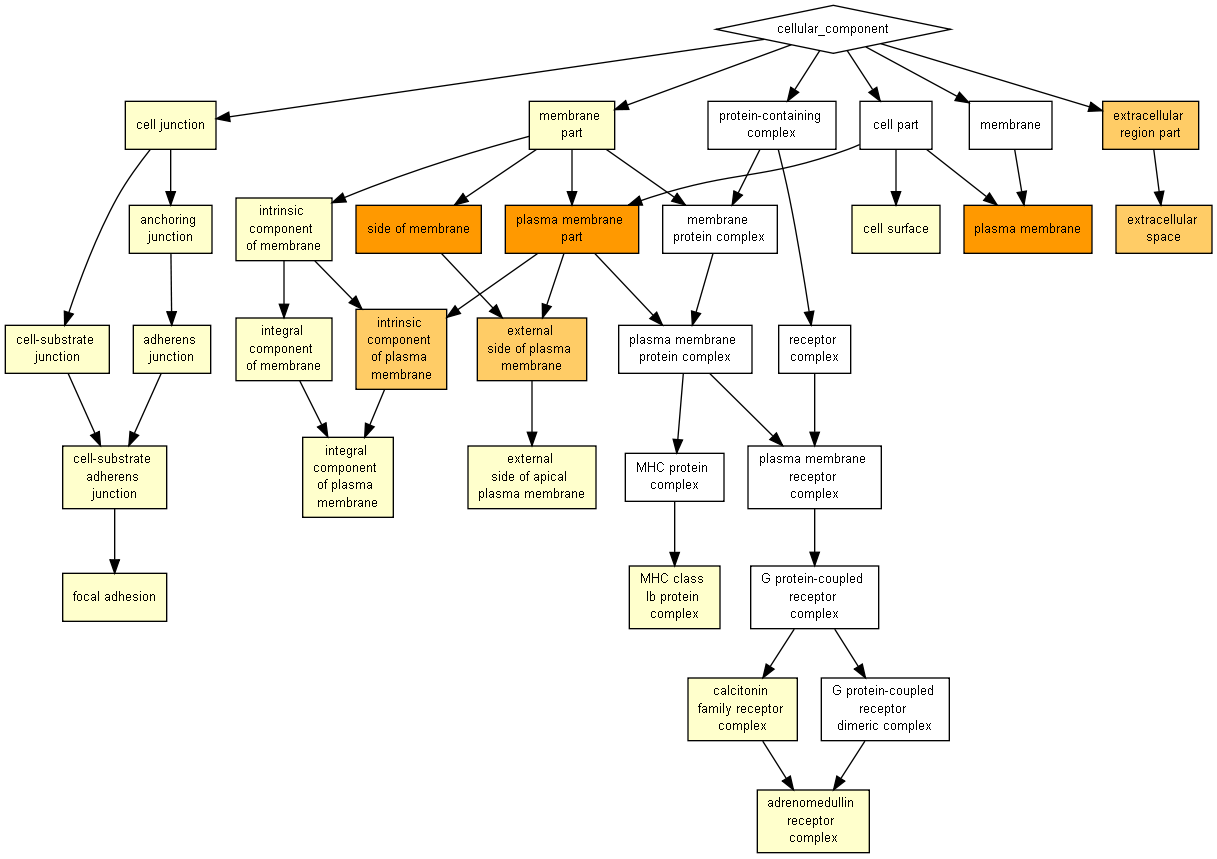 cellular_component
cell junction
membrane
part
protein-containing
complex
cell part
membrane
extracellular
region part
anchoring
junction
intrinsic
component
of membrane
side of membrane
plasma membrane
part
membrane
protein complex
cell surface
plasma membrane
extracellular
space
cell-substrate
junction
adherens
junction
integral
component
of membrane
intrinsic
component
of plasma
membrane
external
side of plasma
membrane
plasma membrane
protein complex
receptor
complex
cell-substrate
adherens
junction
integral
component
of plasma
membrane
external
side of apical
plasma membrane
MHC protein
complex
plasma membrane
receptor
complex
focal adhesion
MHC class
Ib protein
complex
G protein-coupled
receptor
complex
calcitonin
family receptor
complex
G protein-coupled
receptor
dimeric complex
adrenomedullin
receptor
complex